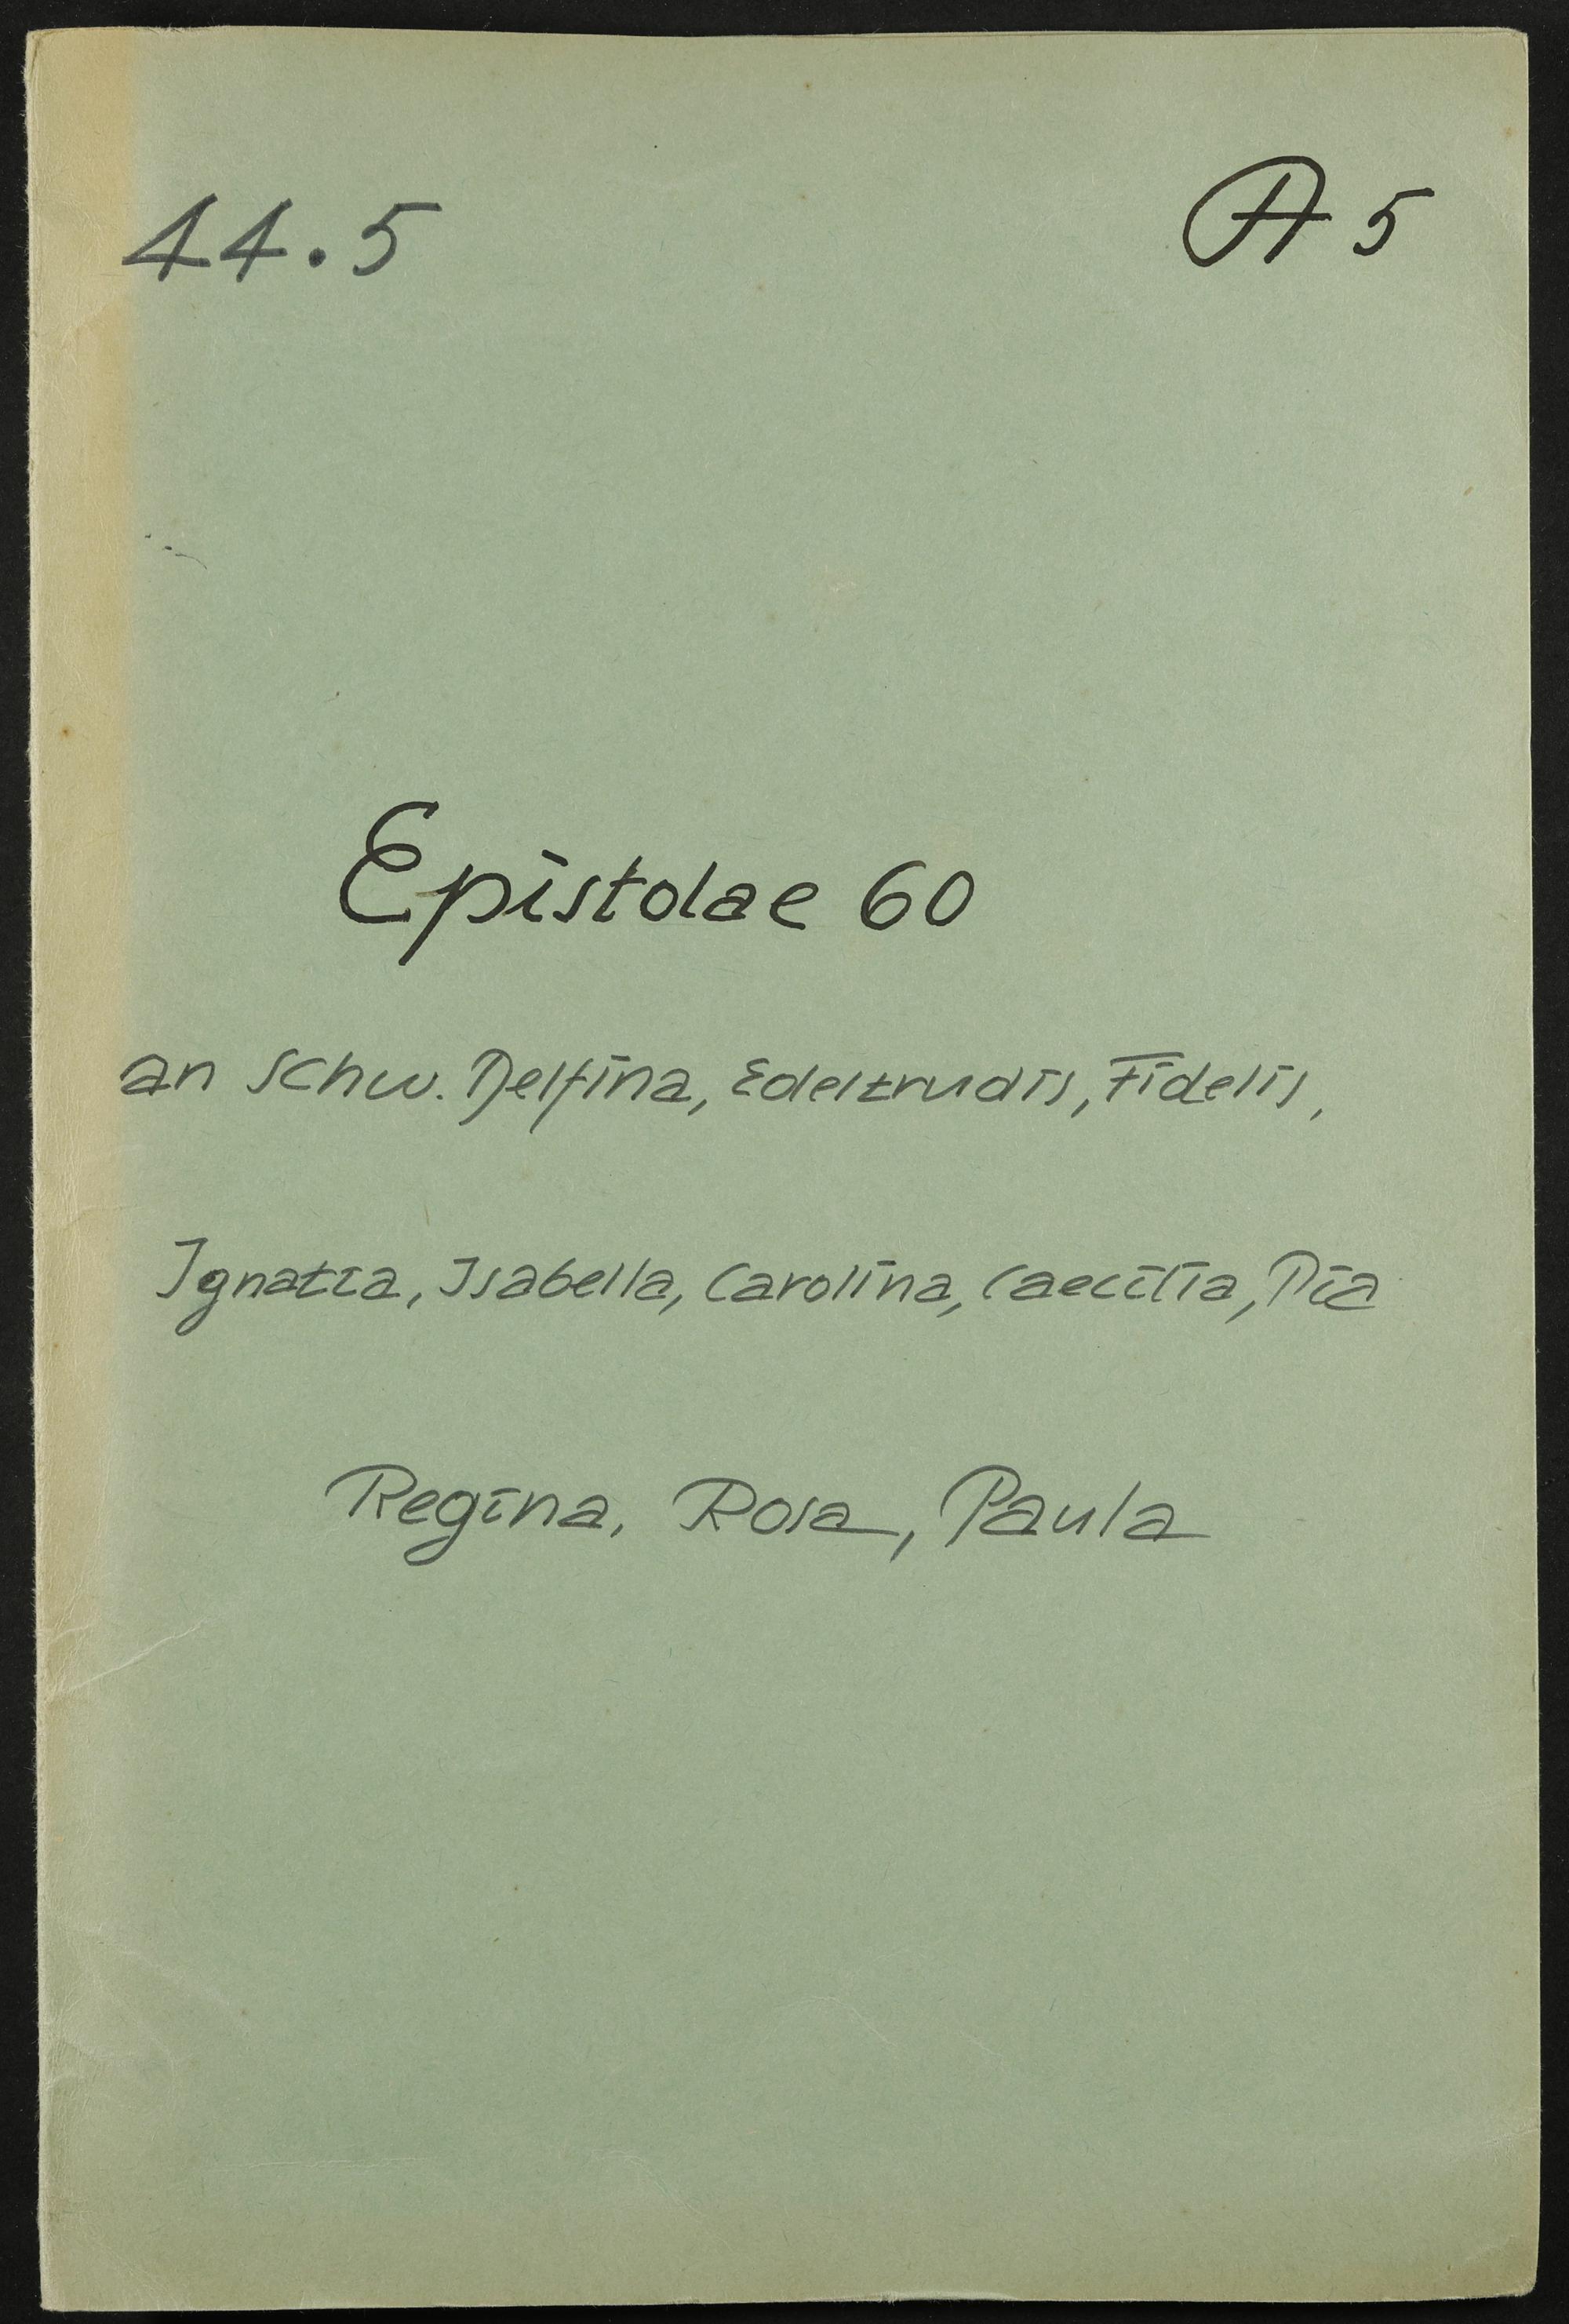 44.5
A 5
Epistolae 60
an Schw. Delfina, Edeltrudis, Fidelis,
Ignatia, Isabella, Carolina, Caecilia, Pia
Regina, Rosa, Paula